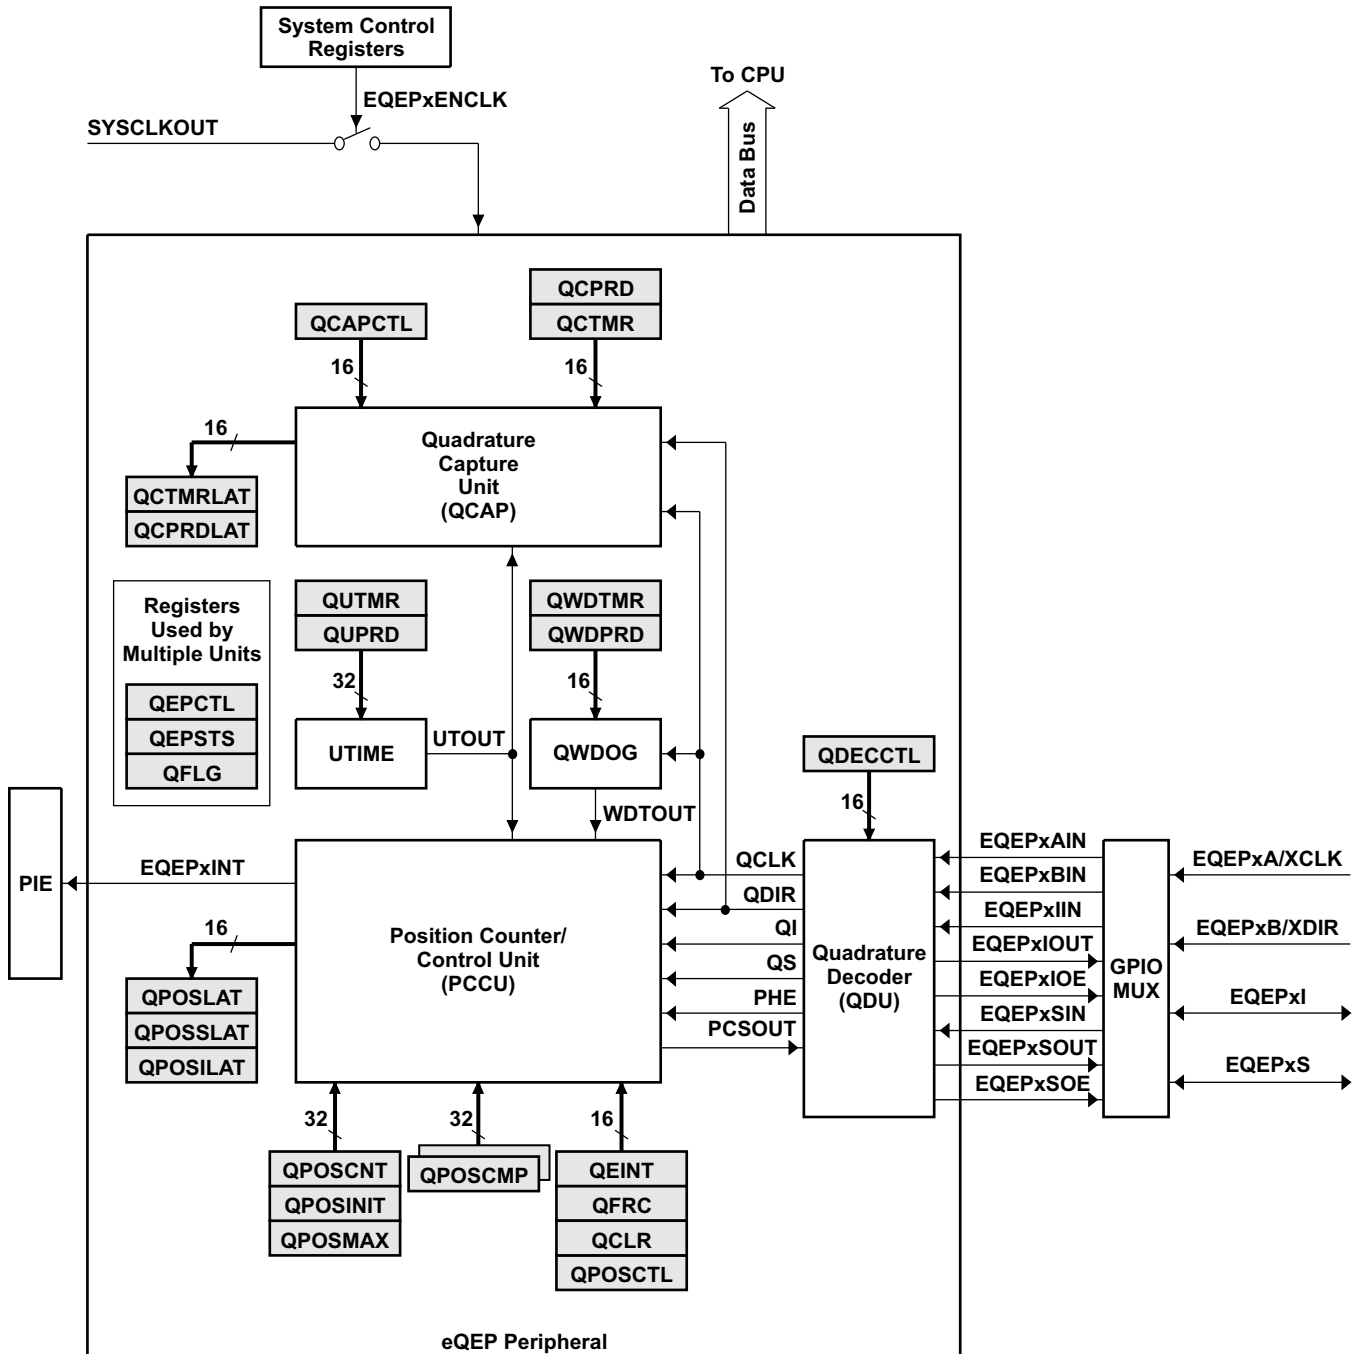 System Control
Registers
To CPU
EQEPxENCLK
SYSCLKOUT
Data Bus
QCPRD
QCAPCTL
QCTMR
16
16
16
Quadrature
Capture
Unit
(QCAP)
QCTMRLAT
QCPRDLAT
Registers
Used by
Multiple Units
QEPCTL
QEPSTS
QFLG
QUTMR
QUPRD
QWDTMR
QWDPRD
32
16
UTIME
UTOUT
QWDOG
QDECCTL
WDTOUT
16
PIE
EQEPxINT
16
Position Counter/
Control Unit
(PCCU)
QCLK
QDIR
QI
QS
PHE
PCSOUT
Quadrature
Decoder
(QDU)
EQEPxAIN
EQEPxBIN
EQEPxIIN
EQEPxIOUT
EQEPxIOE
EQEPxSIN
EQEPxSOUT
EQEPxSOE
GPIO
MUX
EQEPxA/XCLK
EQEPxB/XDIR
EQEPxI
EQEPxS
QPOSLAT
QPOSSLAT
QPOSILAT
32
32
16
QPOSCNT
QPOSINIT
QPOSMAX
QPOSCMP
QEINT
QFRC
QCLR
QPOSCTL
eQEP Peripheral